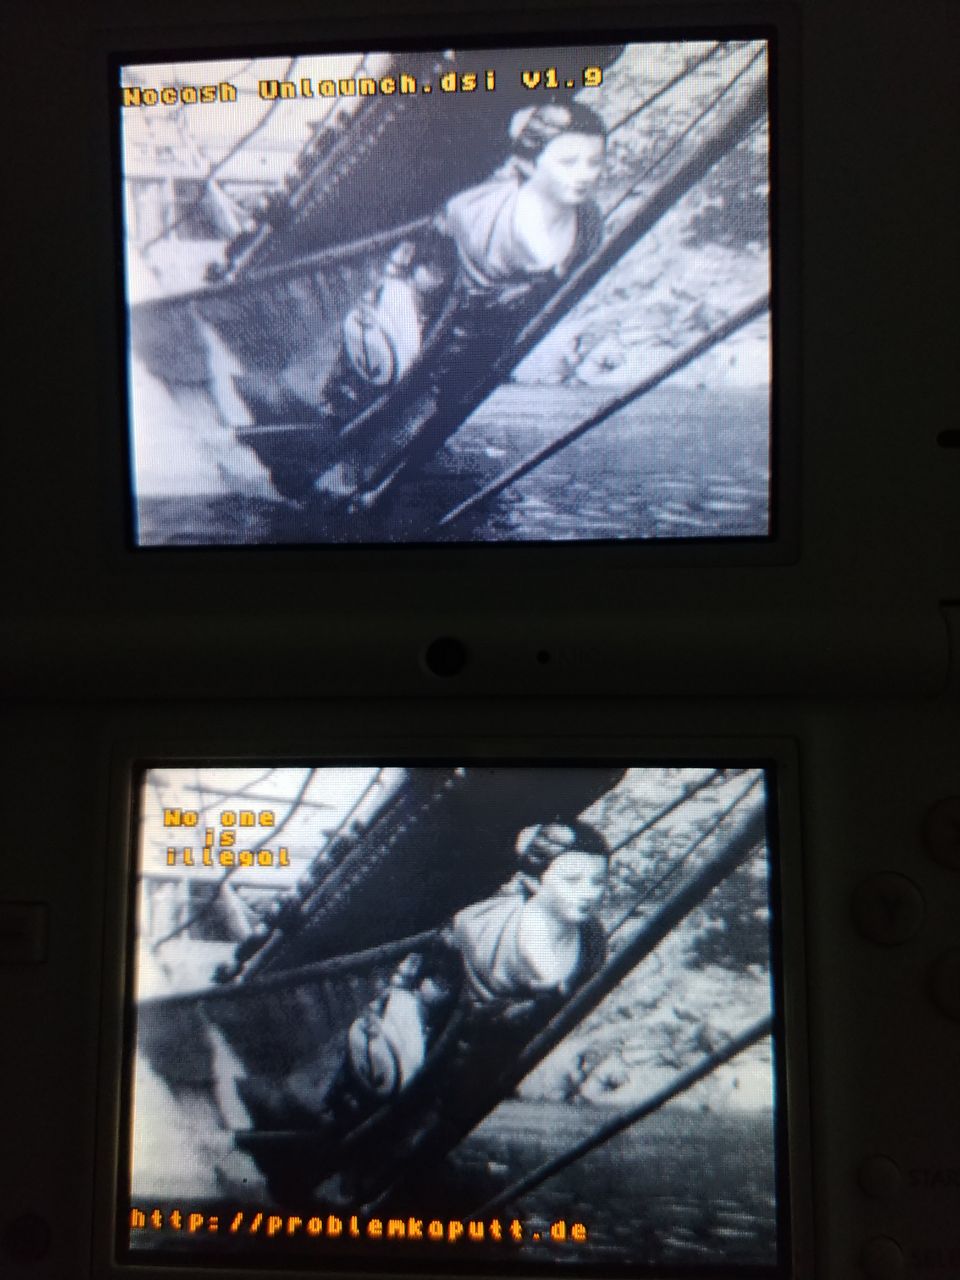 Nocash Unlaunch.dsi v1.9
No one
is
illegal
http://problemkaputt.de
Y